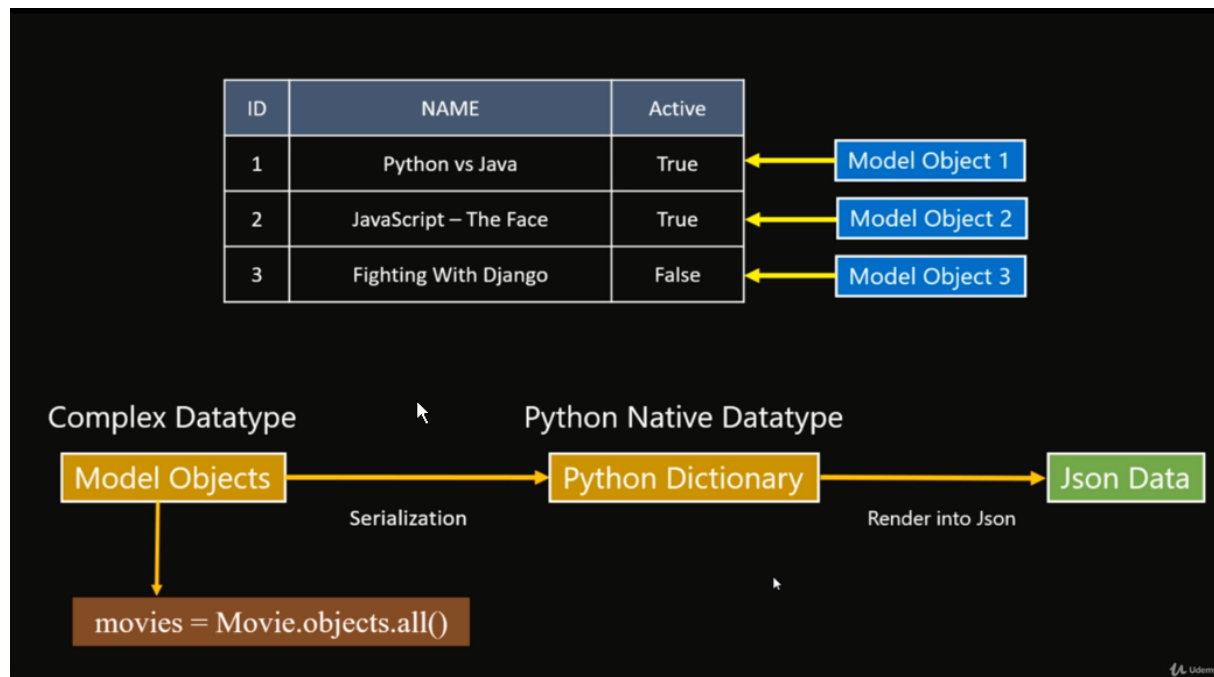 ID NAME Active
1 Python vs Java True Model Object 1
2 JavaScript – The Face True Model Object 2
3 Fighting With Django False Model Object 3
Complex Datatype Python Native Datatype
Model Objects Python Dictionary Json Data
Serialization Render into Json
movies = Movie.objects.all()
Udem